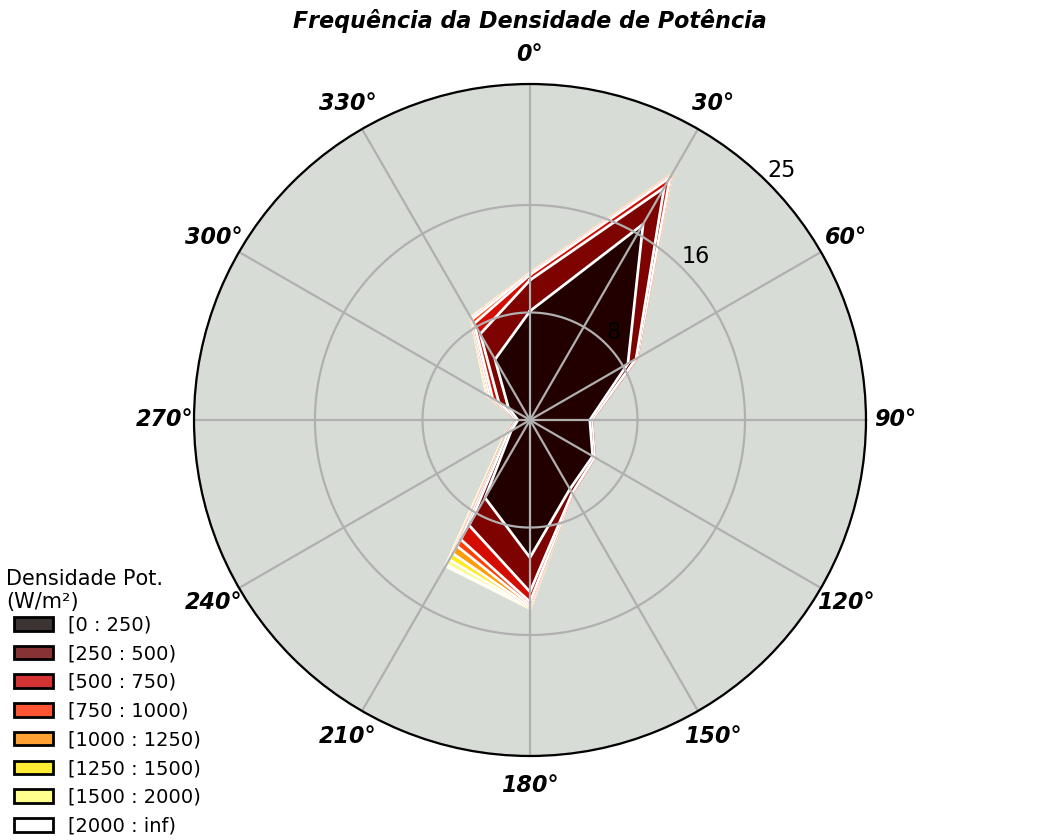 Frequência da Densidade de Potência
0°
330°
30°
25
300°
60°
16
8
270°
90°
240°
120°
210°
150°
180°
Densidade Pot.
(W/m²)
[0 : 250)
[250 : 500)
[500 : 750)
[750 : 1000)
[1000 : 1250)
[1250 : 1500)
[1500 : 2000)
[2000 : inf)